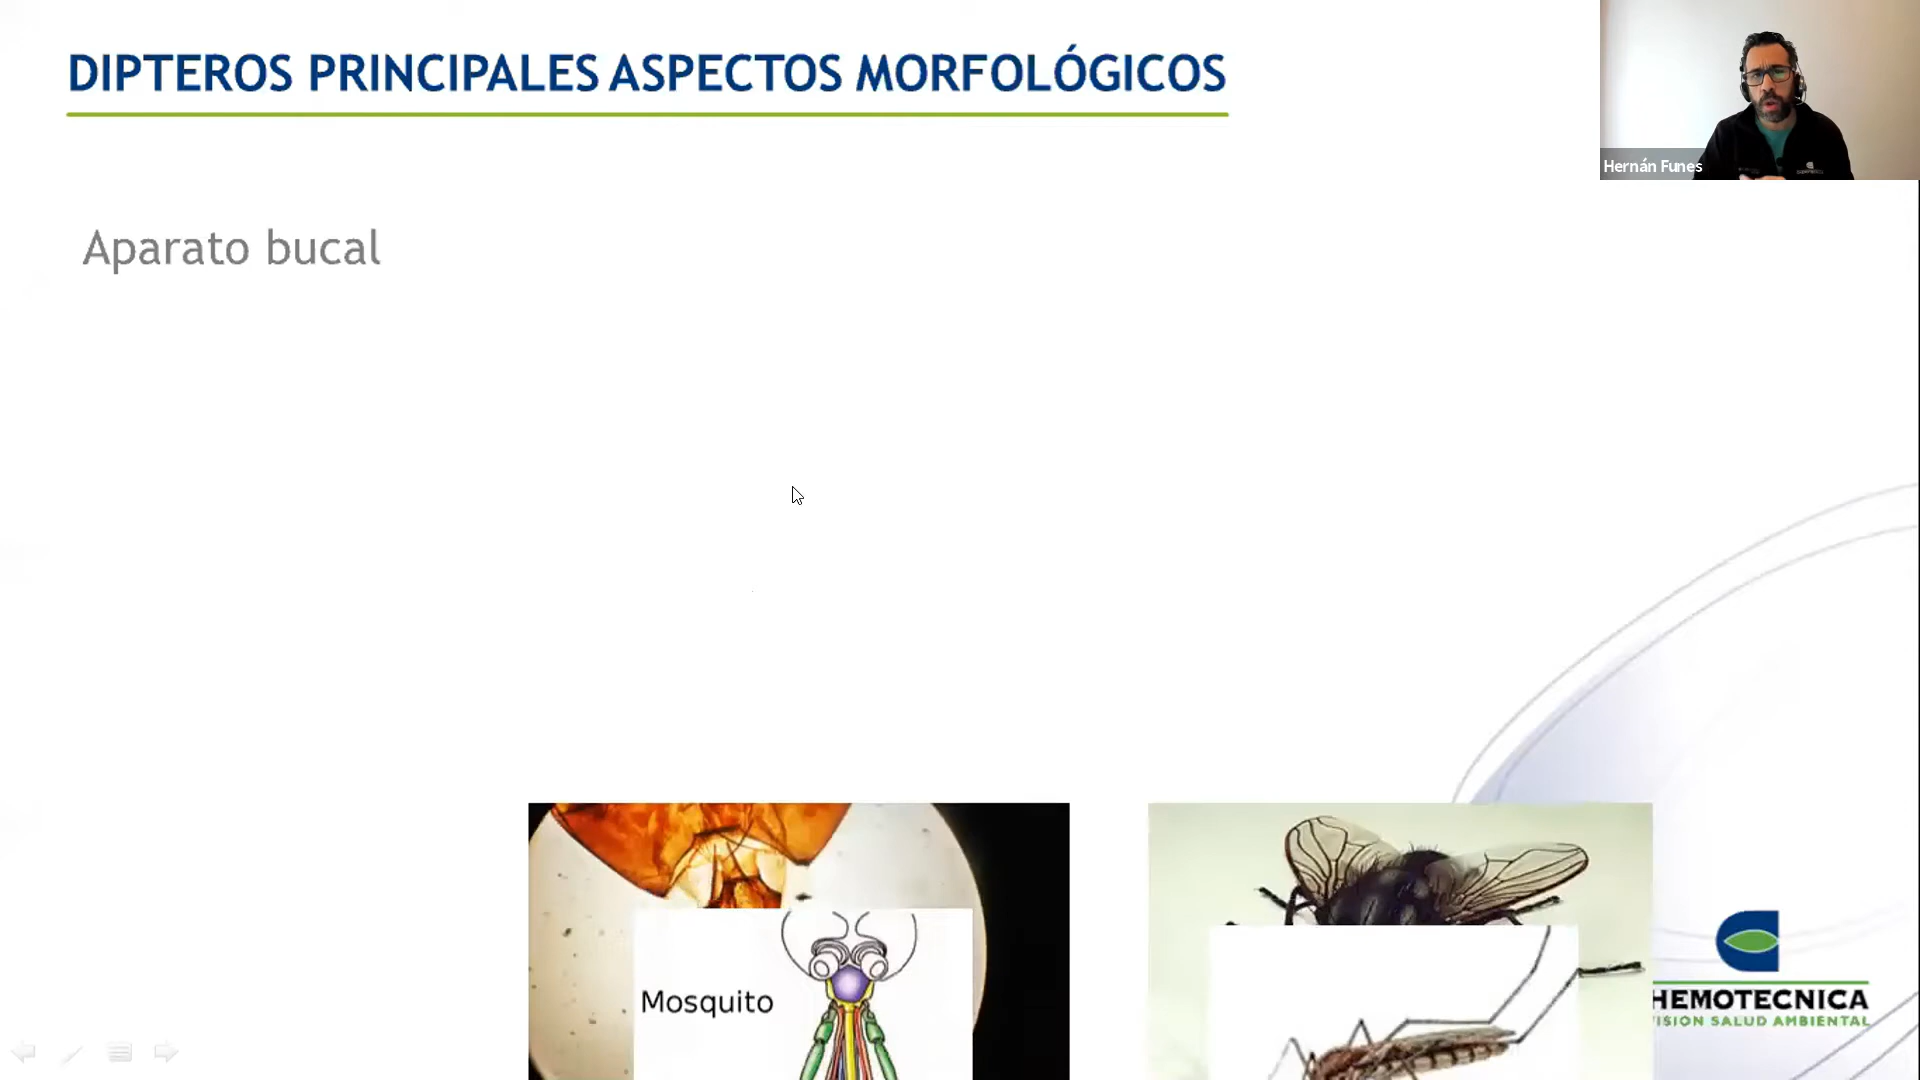 DIPTEROS PRINCIPALES ASPECTOS MORFOLÓGICOS
Hernán Funes
Aparato bucal
Mosquito
HEMOTECNICA
ISION SALUD AMBIENTAL